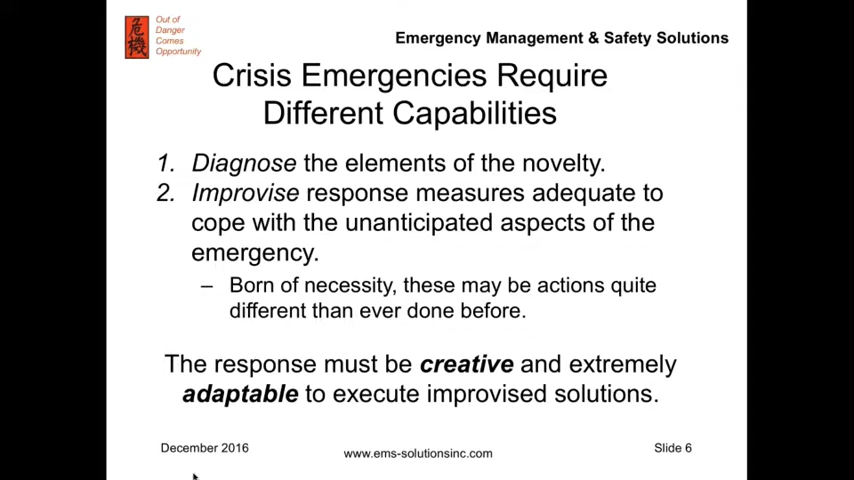 危機
Out of
Danger
Comes
Opportunity
Emergency Management & Safety Solutions
Crisis Emergencies Require
Different Capabilities
1. Diagnose the elements of the novelty.
2. Improvise response measures adequate to
cope with the unanticipated aspects of the
emergency.
– Born of necessity, these may be actions quite
different than ever done before.
The response must be creative and extremely
adaptable to execute improvised solutions.
December 2016
www.ems-solutionsinc.com
Slide 6